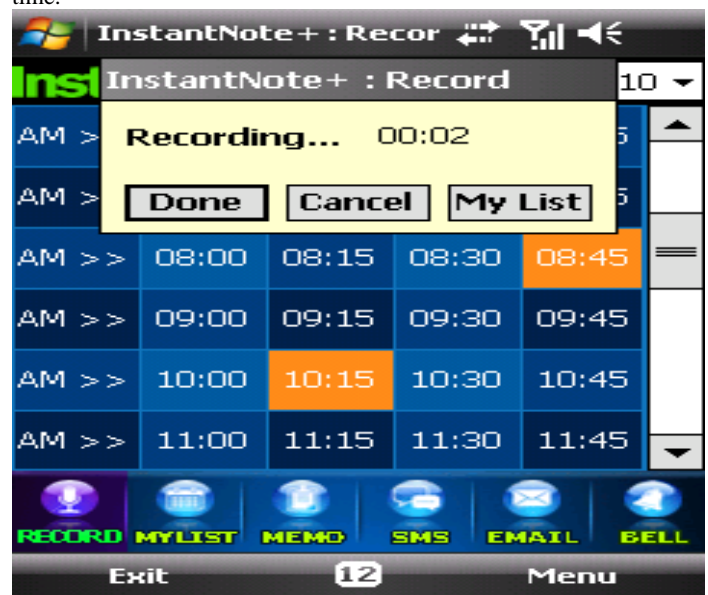 time.
InstantNote+ : Recor
Inst
10
InstantNote+ : Record
Recording... 00:02
Done Cancel My List
AM > 5
AM > 5
AM >> 08:00 08:15 08:30 08:45
AM >> 09:00 09:15 09:30 09:45
AM >> 10:00 10:15 10:30 10:45
AM >> 11:00 11:15 11:30 11:45
RECORD MYLIST MEMO SMS EMAIL BELL
Exit 12 Menu